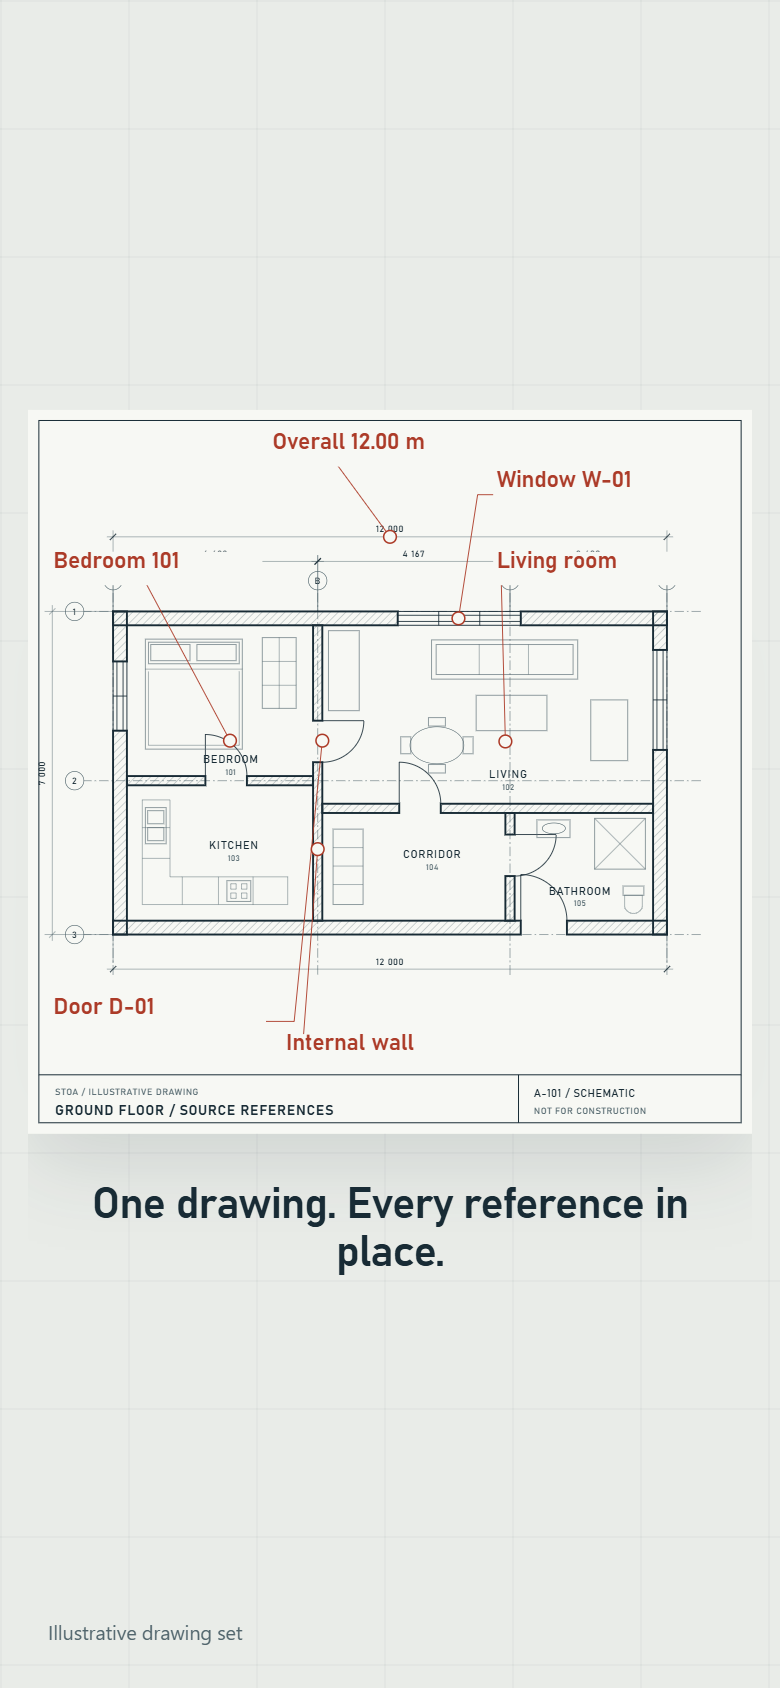 Overall 12.00 m
Window W-01
12 000
4 167
Bedroom 101
Living room
B
1
BEDROOM
101
7 000
2
LIVING
102
KITCHEN
103
CORRIDOR
104
BATHROOM
105
3
12 000
Door D-01
Internal wall
STOA / ILLUSTRATIVE DRAWING
GROUND FLOOR / SOURCE REFERENCES
A-101 / SCHEMATIC
NOT FOR CONSTRUCTION
One drawing. Every reference in
place.
Illustrative drawing set